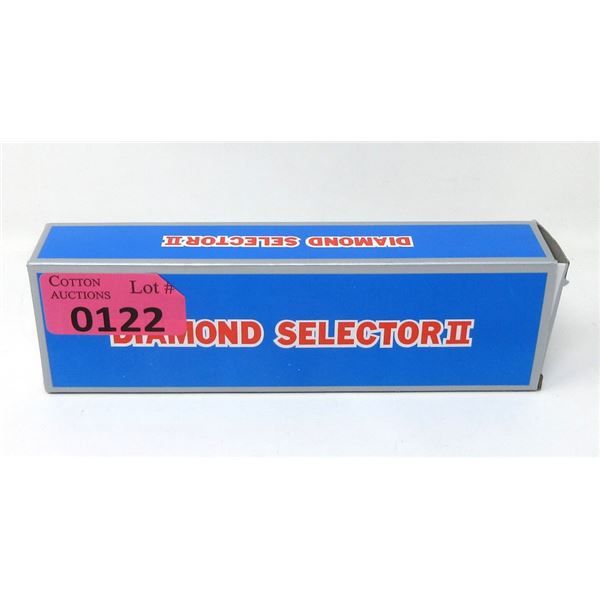 DIAMOND SELECTOR II
COTTON
AUCTIONS
Lot #
0122
DIAMOND SELECTOR II